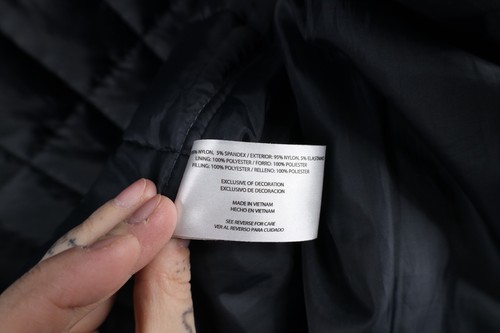 NYLON, 5% SPANDEX / EXTERIOR: 95% NYLON, 5% ELASTANO
LINING: 100% POLYESTER / FORRO: 100% POLIESTER
FILLING: 100% POLYESTER / RELLENO: 100% POLIESTER
EXCLUSIVE OF DECORATION
EXCLUSIVO DE DECORACIÓN
MADE IN VIETNAM
HECHO EN VIETNAM
SEE REVERSE FOR CARE
VER AL REVERSO PARA CUIDADO